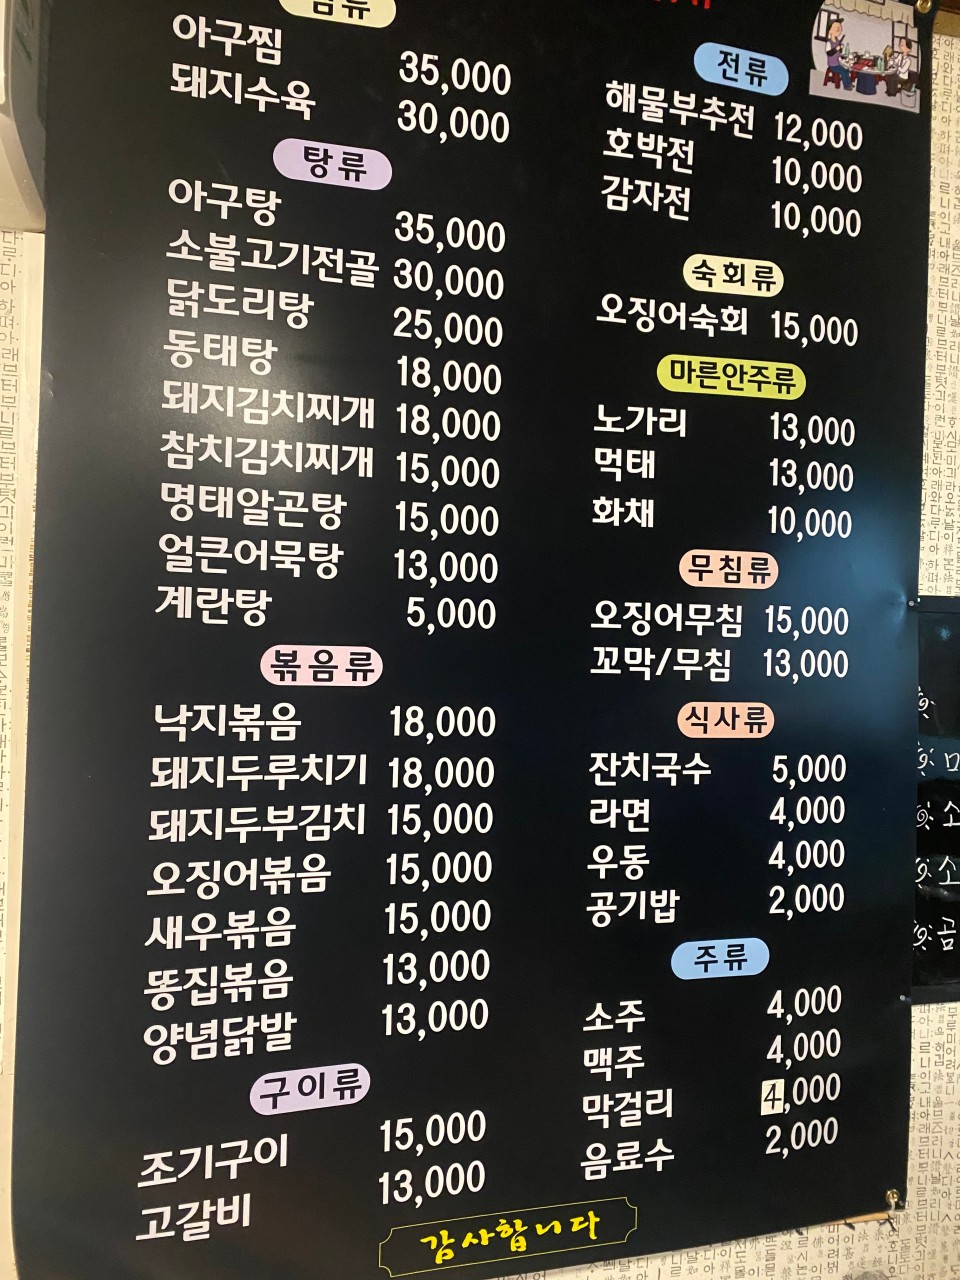 찜류
아구찜 35,000
돼지수육 30,000
탕류
아구탕 35,000
소불고기전골 30,000
닭도리탕 25,000
동태탕 18,000
돼지김치찌개 18,000
참치김치찌개 15,000
명태알곤탕 15,000
얼큰어묵탕 13,000
계란탕 5,000
볶음류
낙지볶음 18,000
돼지두루치기 18,000
돼지두부김치 15,000
오징어볶음 15,000
새우볶음 15,000
똥집볶음 13,000
양념닭발 13,000
구이류
조기구이 15,000
고갈비 13,000
전류
해물부추전 12,000
호박전 10,000
감자전 10,000
숙회류
오징어숙회 15,000
마른안주류
노가리 13,000
먹태 13,000
화채 10,000
무침류
오징어무침 15,000
꼬막/무침 13,000
식사류
잔치국수 5,000
라면 4,000
우동 4,000
공기밥 2,000
주류
소주 4,000
맥주 4,000
막걸리 4,000
음료수 2,000
감사합니다